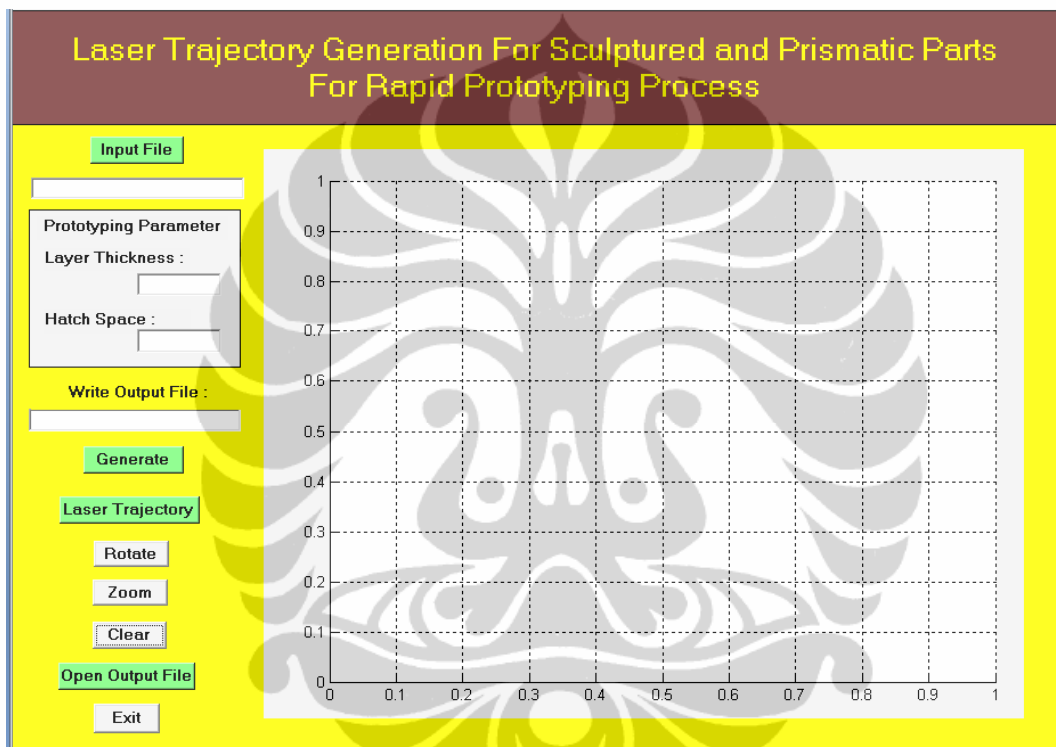 Laser Trajectory Generation For Sculptured and Prismatic Parts
For Rapid Prototyping Process
Input File
Prototyping Parameter
Layer Thickness :
Hatch Space :
Write Output File :
Generate
Laser Trajectory
Rotate
Zoom
Clear
Open Output File
Exit
1
0.9
0.8
0.7
0.6
0.5
0.4
0.3
0.2
0.1
0
0 0.1 0.2 0.3 0.4 0.5 0.6 0.7 0.8 0.9 1